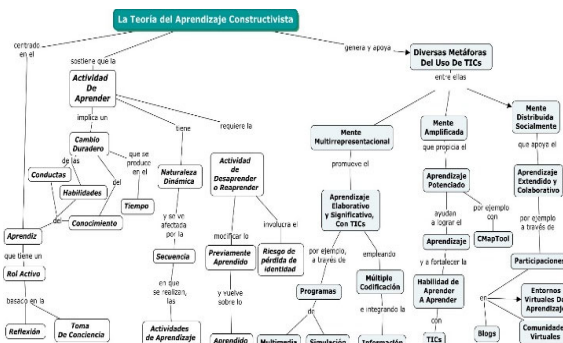 La Teoría del Aprendizaje Constructivista
centrado
en el
sostiene que la
genera y apoya
Diversas Metáforas
Del Uso De TICs
entre ellas
Actividad
De
Aprender
implica un
tiene
requiere la
Cambio
Duradero
de las
que se
produce
en el
Conductas
Habilidades
del
del
Conocimiento
Tiempo
Naturaleza
Dinámica
y se ve
afectada
por la
Secuencia
en que
se realizan,
las
Actividades
de Aprendizaje
Actividad
de
Desaprender
o Reaprender
modificar lo
involucra el
Previamente
Aprendido
Riesgo de
pérdida de
identidad
y vuelve
sobre lo
Aprendido
Aprendiz
que tiene un
Rol Activo
basado en la
Reflexión
Toma
De Conciencia
Mente
Multirrepresentacional
promueve el
Aprendizaje
Elaborativo
y Significativo,
Con TICs
por ejemplo,
a través de
empleando
Programas
de
Multimedia
Simulación
Múltiple
Codificación
e integrando la
Información
Mente
Amplificada
que propicia el
Aprendizaje
Potenciado
ayudan
a lograr el
por ejemplo
con
CMapTool
Aprendizaje
y a fortalecer la
Habilidad de
Aprender
A Aprender
con
TICs
Mente
Distribuida
Socialmente
que apoya el
Aprendizaje
Extendido y
Colaborativo
por ejemplo
a través de
Participaciones
en
Blogs
Entornos
Virtuales De
Aprendizaje
Comunidades
Virtuales